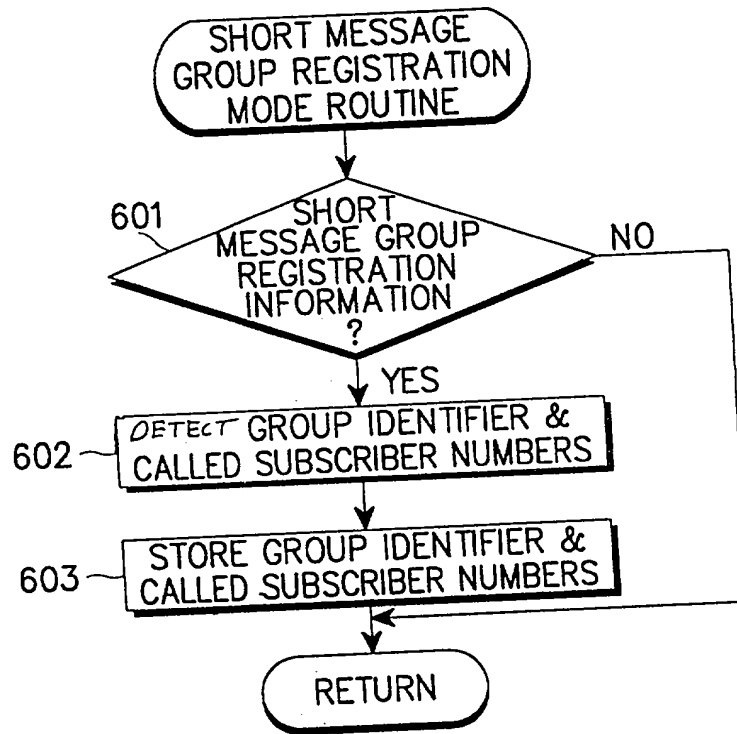 SHORT MESSAGE
GROUP REGISTRATION
MODE ROUTINE
601
SHORT
MESSAGE GROUP
REGISTRATION
INFORMATION
?
NO
YES
602
DETECT GROUP IDENTIFIER &
CALLED SUBSCRIBER NUMBERS
603
STORE GROUP IDENTIFIER &
CALLED SUBSCRIBER NUMBERS
RETURN